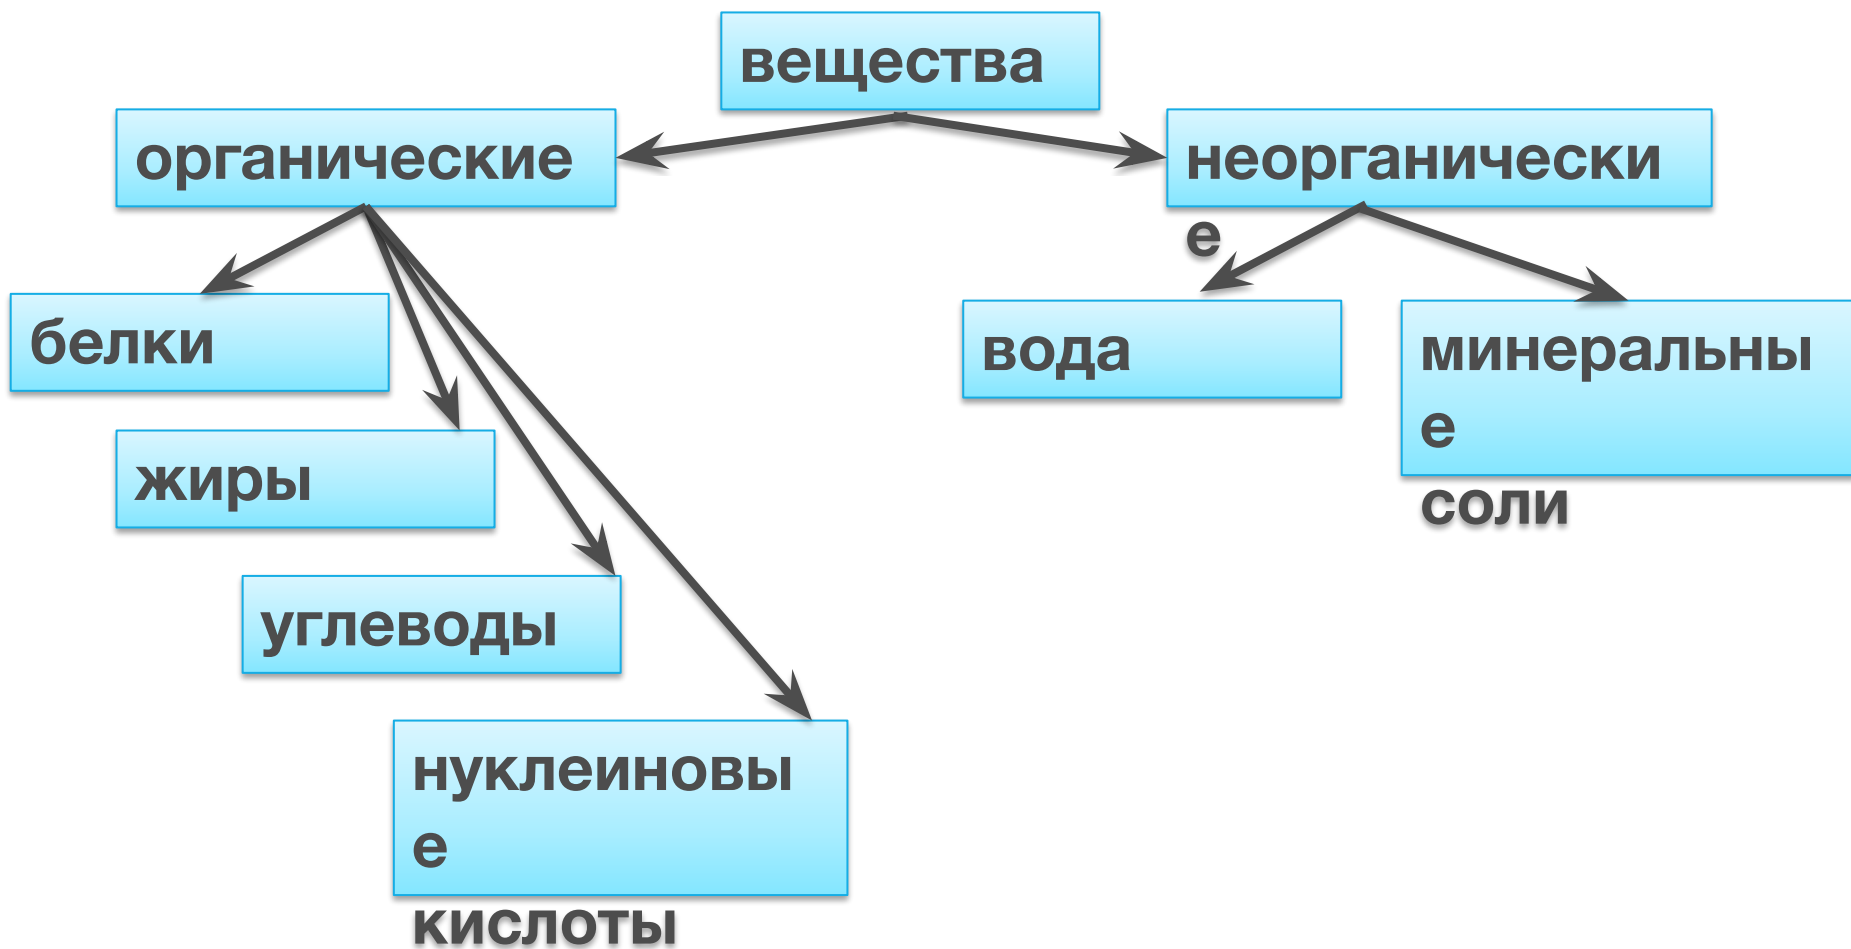 вещества
органические
неорганически
е
белки
вода
минеральны
е
соли
жиры
углеводы
нуклеиновы
е
кислоты